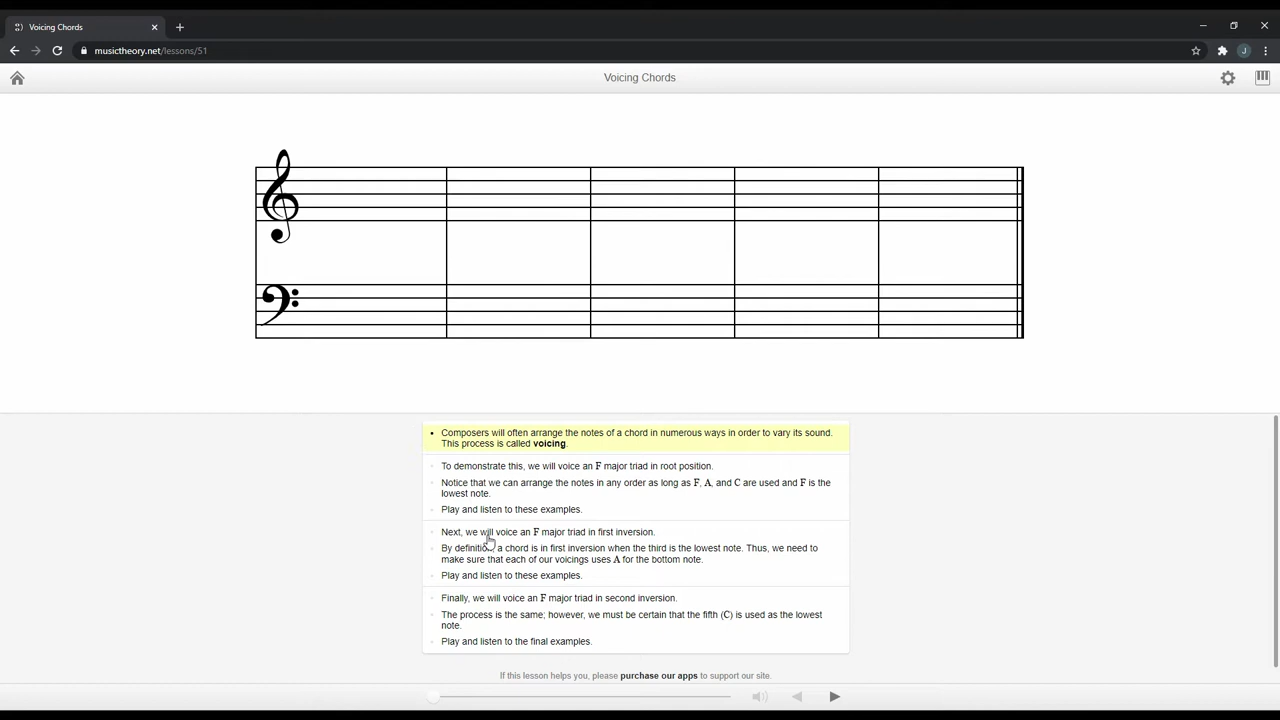 Voicing Chords
musictheory.net/lessons/51
J
Voicing Chords
• Composers will often arrange the notes of a chord in numerous ways in order to vary its sound.
This process is called voicing.
To demonstrate this, we will voice an F major triad in root position.
Notice that we can arrange the notes in any order as long as F, A, and C are used and F is the
lowest note.
Play and listen to these examples.
Next, we will voice an F major triad in first inversion.
By definition, a chord is in first inversion when the third is the lowest note. Thus, we need to
make sure that each of our voicings uses A for the bottom note.
Play and listen to these examples.
Finally, we will voice an F major triad in second inversion.
The process is the same; however, we must be certain that the fifth (C) is used as the lowest
note.
Play and listen to the final examples.
If this lesson helps you, please purchase our apps to support our site.